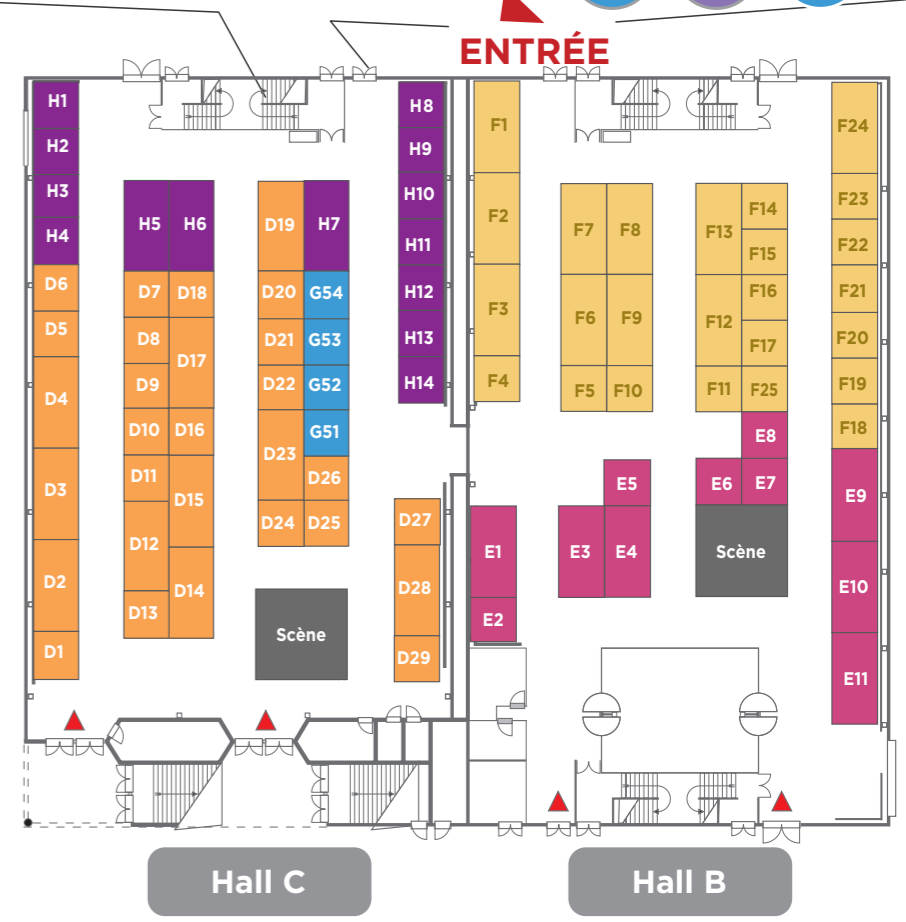 ENTRÉE
H1
H2
H3
H4
D6
D5
D4
D3
D2
D1
H5 H6
D7 D18
D8
D17
D9
D10 D16
D11
D15
D12
D14
D13
D19 H7
D20 G54
D21 G53
D22 G52
G51
D23
D26
D24 D25
Scène
H8
H9
H10
H11
H12
H13
H14
D27
D28
D29
F1
F2
F3
F4
E1
E2
F7 F8
F6 F9
F5 F10
E5
E3 E4
F14
F13
F15
F16
F12
F17
F11 F25
E8
E6 E7
Scène
F24
F23
F22
F21
F20
F19
F18
E9
E10
E11
Hall C
Hall B